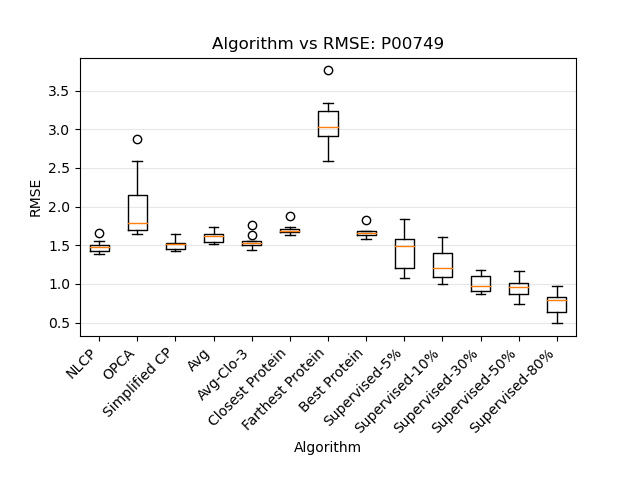 Algorithm vs RMSE: P00749
3.5
3.0
2.5
2.0
1.5
1.0
0.5
RMSE
NLCP
OPCA
Simplified CP
Avg
Avg-Clo-3
Closest Protein
Farthest Protein
Best Protein
Supervised-5%
Supervised-10%
Supervised-30%
Supervised-50%
Supervised-80%
Algorithm